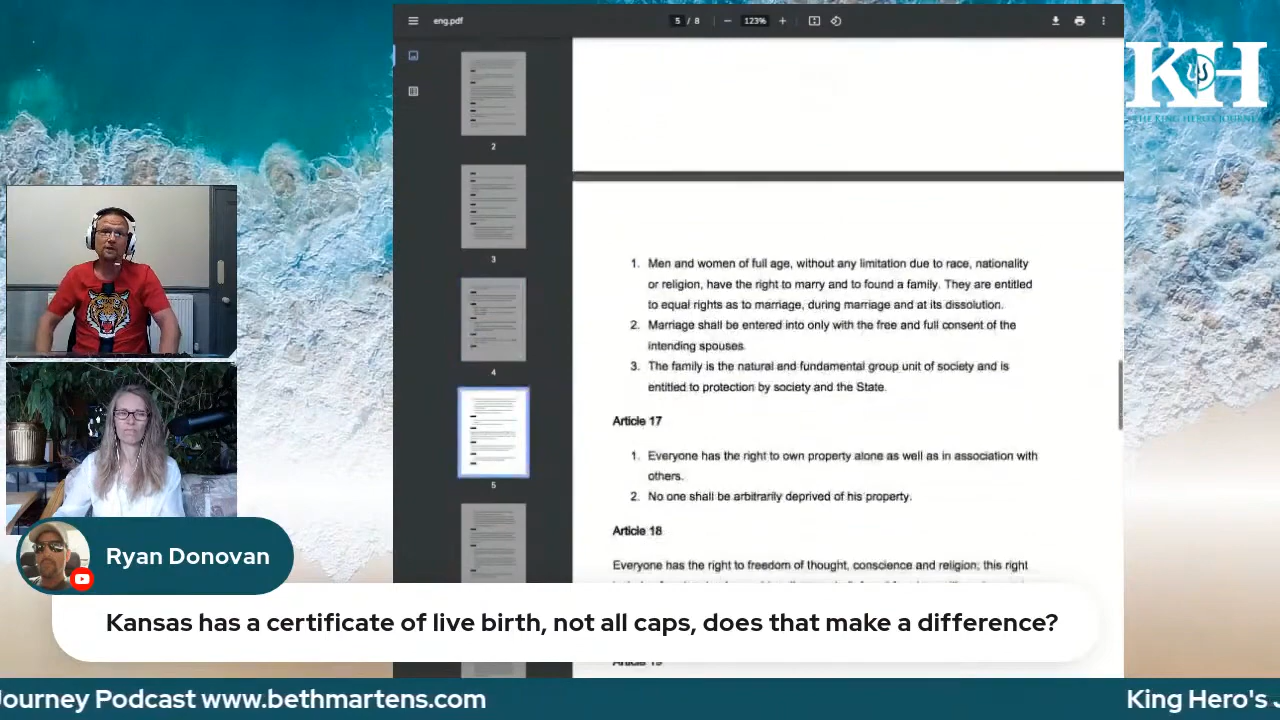 eng.pdf
5 / 8
123%
2
3
4
5
KH
THE KING HERO'S JOURNEY
1. Men and women of full age, without any limitation due to race, nationality
or religion, have the right to marry and to found a family. They are entitled
to equal rights as to marriage, during marriage and at its dissolution.
2. Marriage shall be entered into only with the free and full consent of the
intending spouses.
3. The family is the natural and fundamental group unit of society and is
entitled to protection by society and the State.
Article 17
1. Everyone has the right to own property alone as well as in association with
others.
2. No one shall be arbitrarily deprived of his property.
Article 18
Everyone has the right to freedom of thought, conscience and religion; this right
Ryan Donovan
Kansas has a certificate of live birth, not all caps, does that make a difference?
Article 19
Journey Podcast www.bethmartens.com
King Hero's J